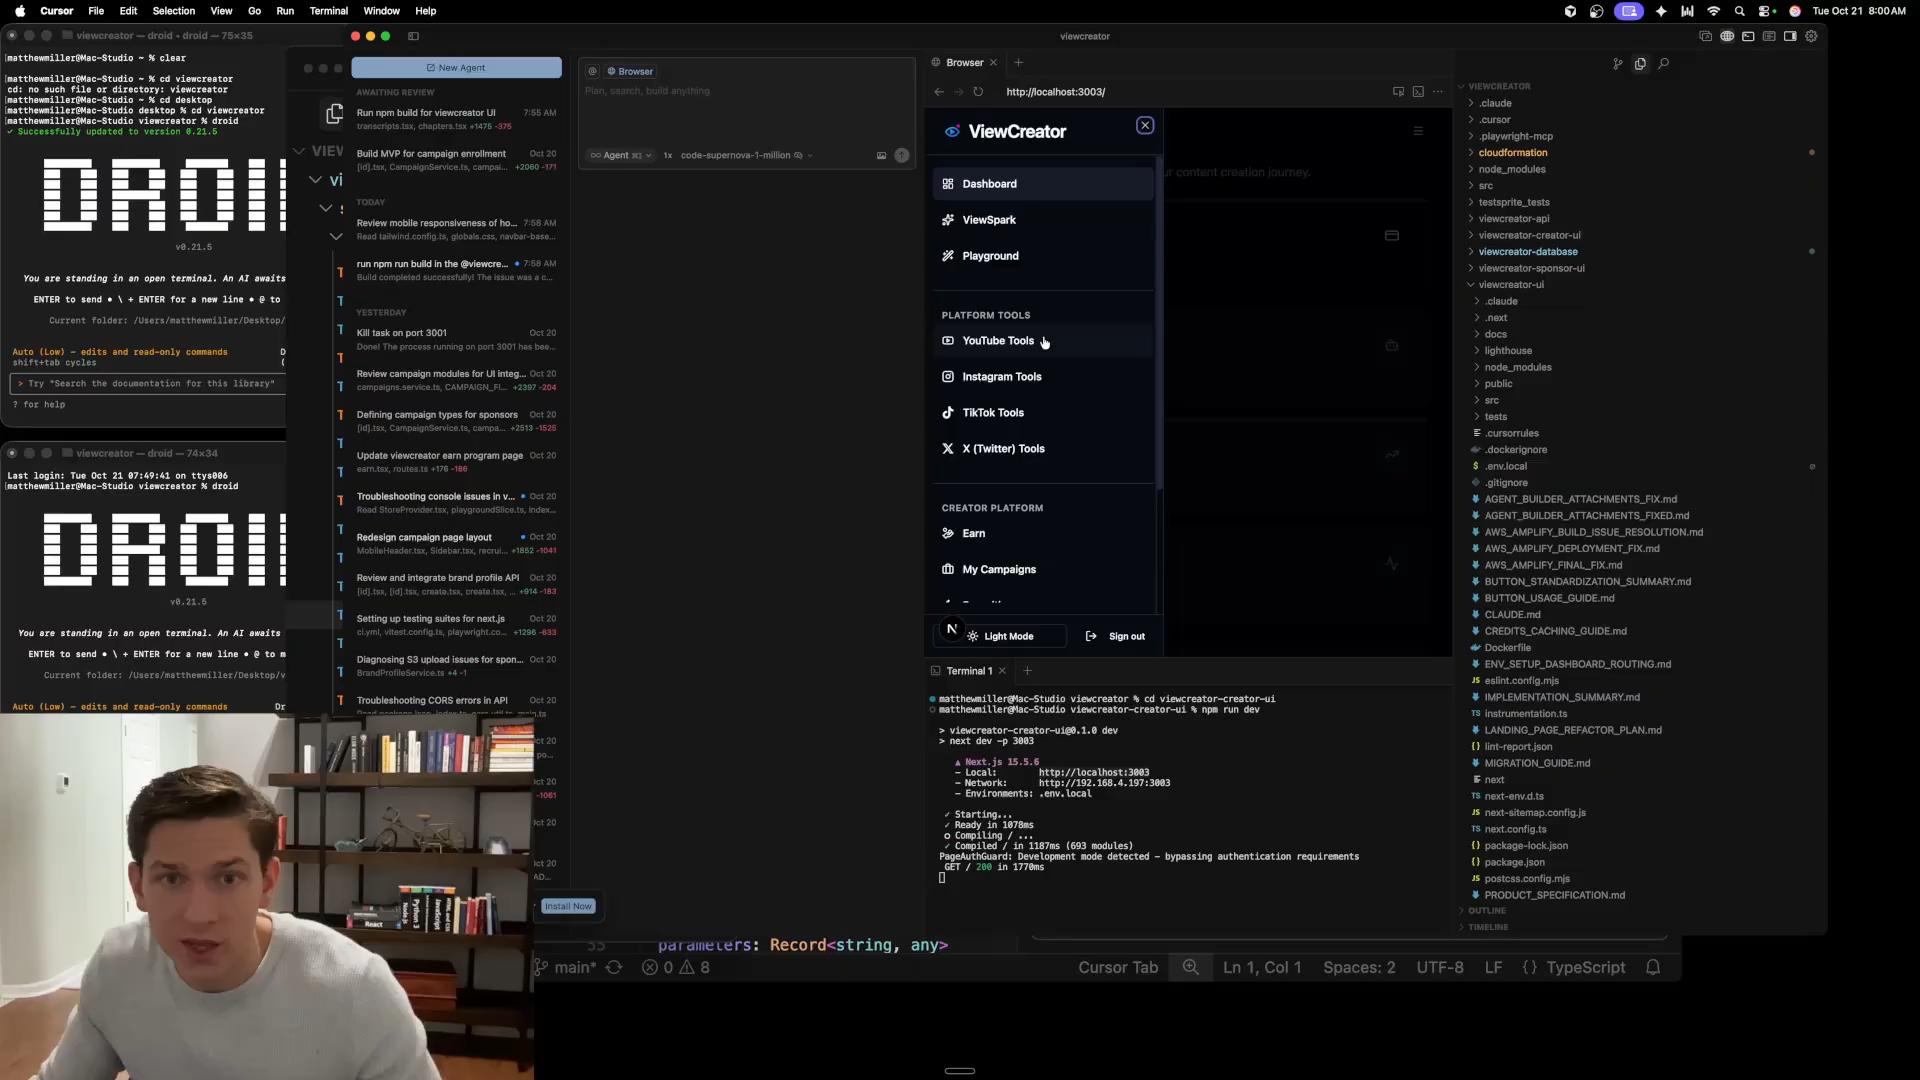 Cursor File Edit Selection View Go Run Terminal Window Help
Tue Oct 21 8:00 AM
viewcreator — droid • droid — 75×35
matthewmiller@Mac-Studio ~ % clear
matthewmiller@Mac-Studio ~ % cd viewcreator
cd: no such file or directory: viewcreator
matthewmiller@Mac-Studio ~ % cd desktop
matthewmiller@Mac-Studio desktop % cd viewcreator
matthewmiller@Mac-Studio viewcreator % droid
✓ Successfully updated to version 0.21.5
DROI
v0.21.5
You are standing in an open terminal. An AI awaits
ENTER to send • \ + ENTER for a new line • @ to
Current folder: /Users/matthewmiller/Desktop/
Auto (Low) – edits and read-only commands
shift+tab cycles
> Try "Search the documentation for this library"
? for help
viewcreator — droid — 74×34
Last login: Tue Oct 21 07:49:41 on ttys006
matthewmiller@Mac-Studio viewcreator % droid
DROI
v0.21.5
You are standing in an open terminal. An AI awaits
ENTER to send • \ + ENTER for a new line • @ to m
Current folder: /Users/matthewmiller/Desktop/v
Auto (Low) – edits and read-only commands
viewcreator
New Agent
AWAITING REVIEW
Run npm build for viewcreator UI 7:55 AM
transcripts.tsx, chapters.tsx +1475 -375
Build MVP for campaign enrollment Oct 20
[id].tsx, CampaignService.ts, campai... +2060 -171
TODAY
Review mobile responsiveness of ho... 7:58 AM
Read tailwind.config.ts, globals.css, navbar-base...
run npm run build in the @viewcre... 7:58 AM
Build completed successfully! The issue was a c...
YESTERDAY
Kill task on port 3001 Oct 20
Done! The process running on port 3001 has bee...
Review campaign modules for UI integ... Oct 20
campaigns.service.ts, CAMPAIGN_FI... +2397 -204
Defining campaign types for sponsors Oct 20
[id].tsx, CampaignService.ts, campa... +2513 -1525
Update viewcreator earn program page Oct 20
earn.tsx, routes.ts +176 -186
Troubleshooting console issues in v... Oct 20
Read StoreProvider.tsx, playgroundSlice.ts, index...
Redesign campaign page layout Oct 20
MobileHeader.tsx, Sidebar.tsx, recrui... +1852 -1041
Review and integrate brand profile API Oct 20
[id].tsx, [id].tsx, create.tsx, create.tsx, ... +914 -183
Setting up testing suites for next.js Oct 20
ci.yml, vitest.config.ts, playwright.co... +1296 -633
Diagnosing S3 upload issues for spon... Oct 20
BrandProfileService.ts +4 -1
Troubleshooting CORS errors in API Oct 20
Browser
Plan, search, build anything
Agent 1x code-supernova-1-million
Browser
http://localhost:3003/
ViewCreator
Dashboard
ViewSpark
Playground
PLATFORM TOOLS
YouTube Tools
Instagram Tools
TikTok Tools
X (Twitter) Tools
CREATOR PLATFORM
Earn
My Campaigns
N
Light Mode
Sign out
ur content creation journey.
Terminal 1
matthewmiller@Mac-Studio viewcreator % cd viewcreator-creator-ui
matthewmiller@Mac-Studio viewcreator-creator-ui % npm run dev
> viewcreator-creator-ui@0.1.0 dev
> next dev -p 3003
▲ Next.js 15.5.6
- Local: http://localhost:3003
- Network: http://192.168.4.197:3003
- Environments: .env.local
✓ Starting...
✓ Ready in 1078ms
○ Compiling / ...
✓ Compiled / in 1187ms (693 modules)
PageAuthGuard: Development mode detected – bypassing authentication requirements
GET / 200 in 1770ms
VIEWCREATOR
.claude
.cursor
.playwright-mcp
cloudformation
node_modules
src
testsprite_tests
viewcreator-api
viewcreator-creator-ui
viewcreator-database
viewcreator-sponsor-ui
viewcreator-ui
.claude
.next
docs
lighthouse
node_modules
public
src
tests
.cursorrules
.dockerignore
.env.local
.gitignore
AGENT_BUILDER_ATTACHMENTS_FIX.md
AGENT_BUILDER_ATTACHMENTS_FIXED.md
AWS_AMPLIFY_BUILD_ISSUE_RESOLUTION.md
AWS_AMPLIFY_DEPLOYMENT_FIX.md
AWS_AMPLIFY_FINAL_FIX.md
BUTTON_STANDARDIZATION_SUMMARY.md
BUTTON_USAGE_GUIDE.md
CLAUDE.md
CREDITS_CACHING_GUIDE.md
Dockerfile
ENV_SETUP_DASHBOARD_ROUTING.md
eslint.config.mjs
IMPLEMENTATION_SUMMARY.md
instrumentation.ts
LANDING_PAGE_REFACTOR_PLAN.md
lint-report.json
MIGRATION_GUIDE.md
next
next-env.d.ts
next-sitemap.config.js
next.config.ts
package-lock.json
package.json
postcss.config.mjs
PRODUCT_SPECIFICATION.md
OUTLINE
TIMELINE
Install Now
55 parameters: Record<string, any>
main* 0 8
Cursor Tab Ln 1, Col 1 Spaces: 2 UTF-8 LF {} TypeScript
React
Node.js
Python 3
JavaScript